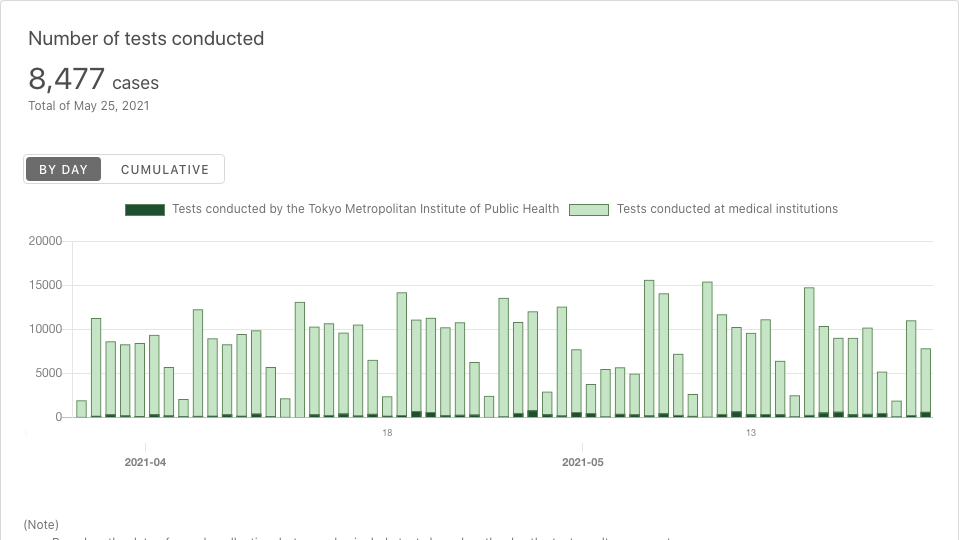 Number of tests conducted
8,477 cases
Total of May 25, 2021
BY DAY CUMULATIVE
Tests conducted by the Tokyo Metropolitan Institute of Public Health Tests conducted at medical institutions
20000
15000
10000
5000
0
18 13
2021-04 2021-05
(Note)